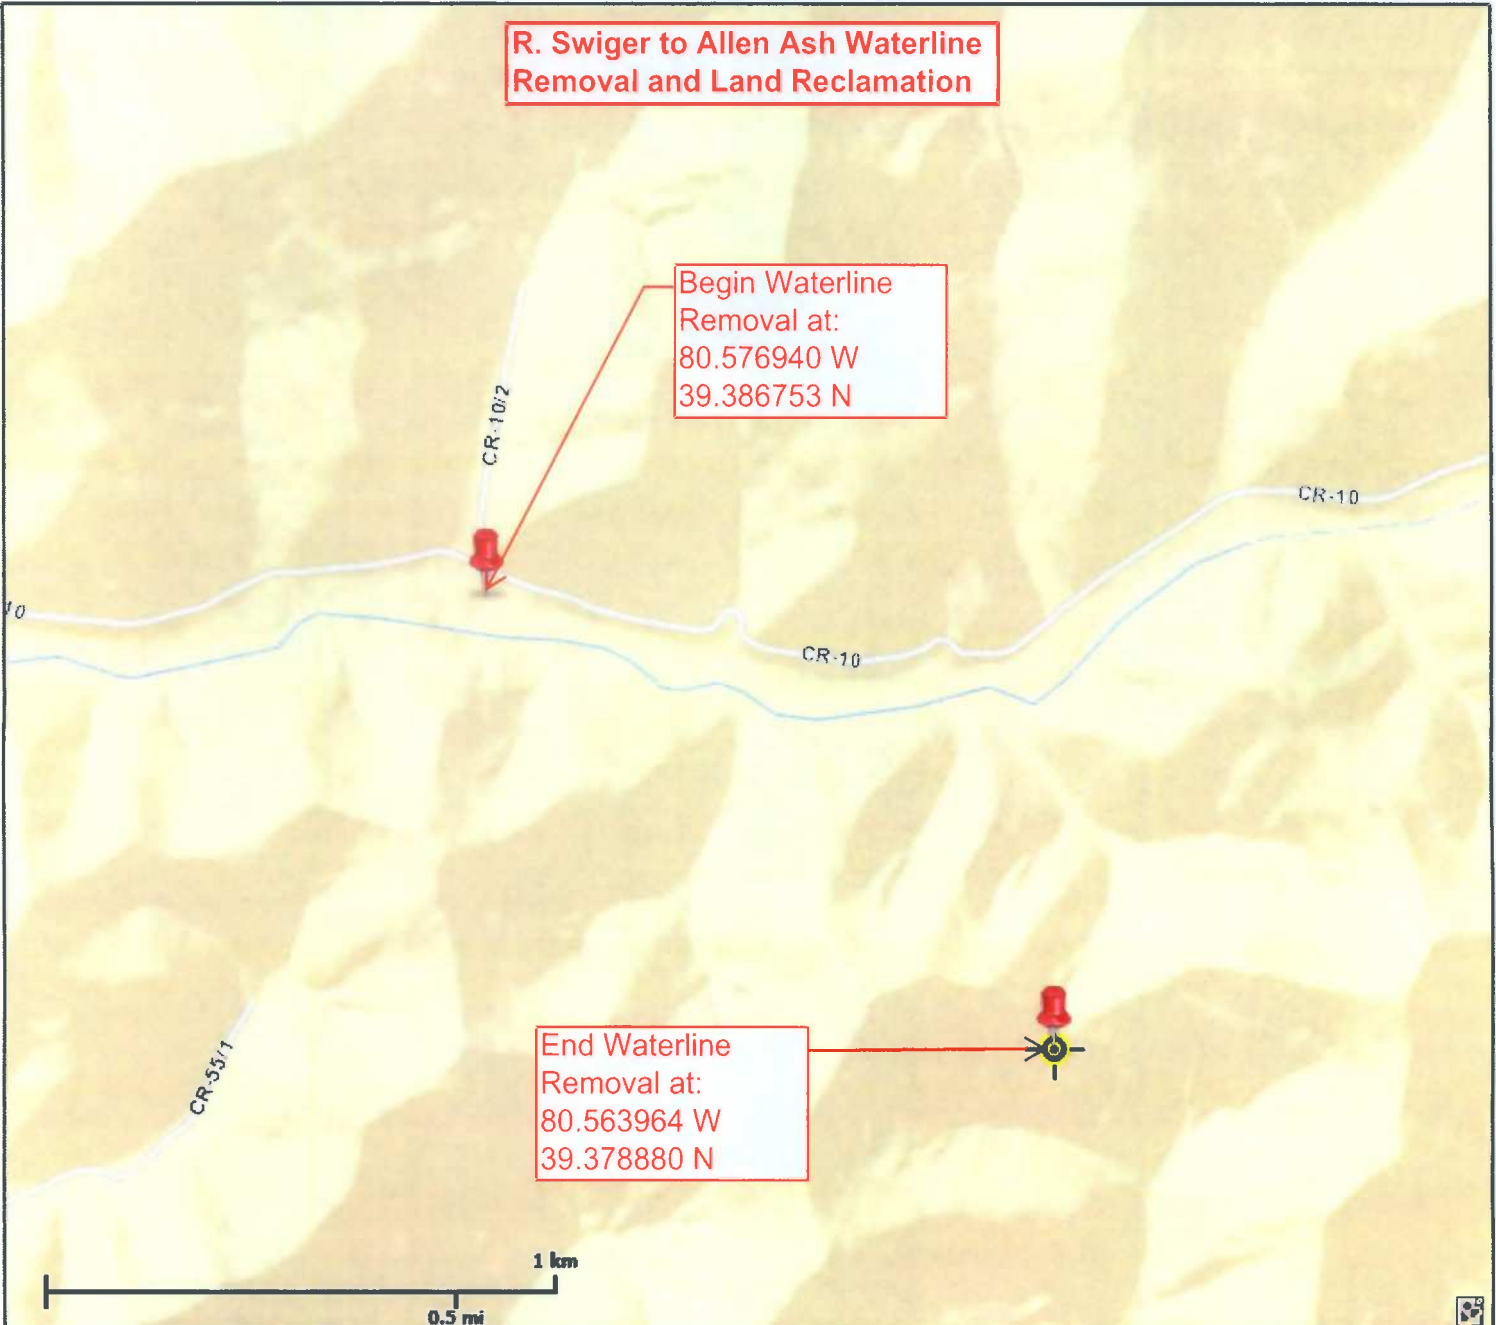 R. Swiger to Allen Ash Waterline
Removal and Land Reclamation
Begin Waterline
Removal at:
80.576940 W
39.386753 N
CR-10/2
CR-10
10
CR-10
End Waterline
Removal at:
80.563964 W
39.378880 N
CR-55/1
1 km
0.5 mi